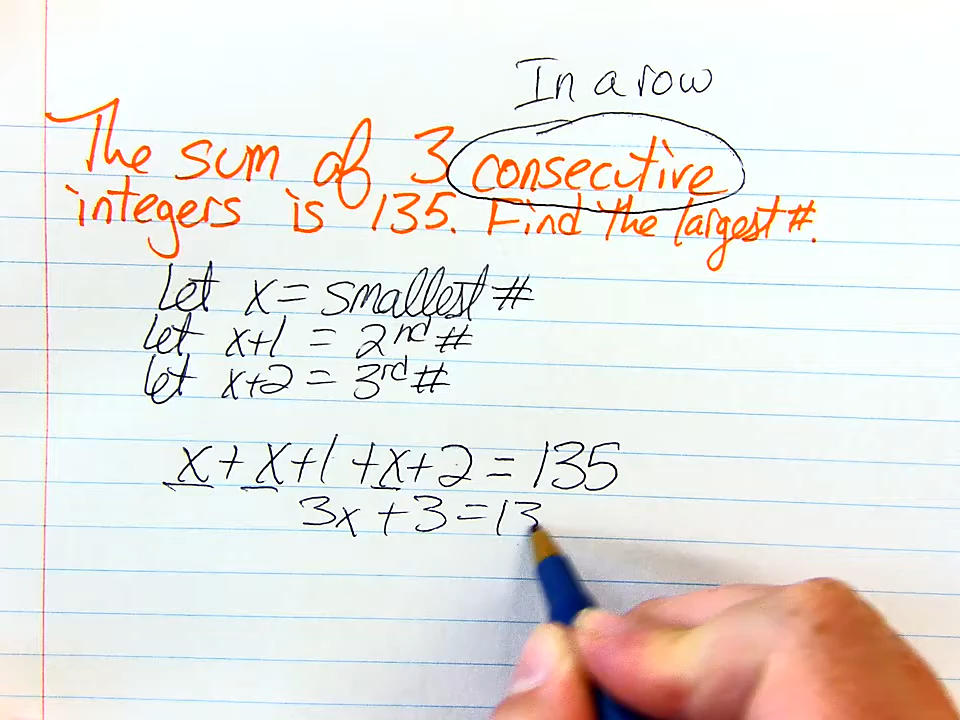 In a row
The sum of 3 consecutive
integers is 135. Find the largest #.
Let x = smallest #
Let x+1 = 2nd #
Let x+2 = 3rd #
x + x+1 + x+2 = 135
3x + 3 = 13